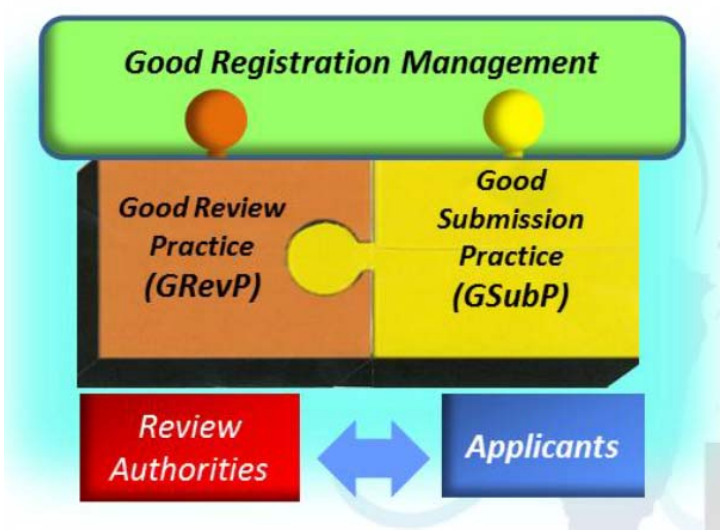 Good Registration Management
Good Review
Practice
(GRevP)
Good
Submission
Practice
(GSubP)
Review
Authorities
Applicants